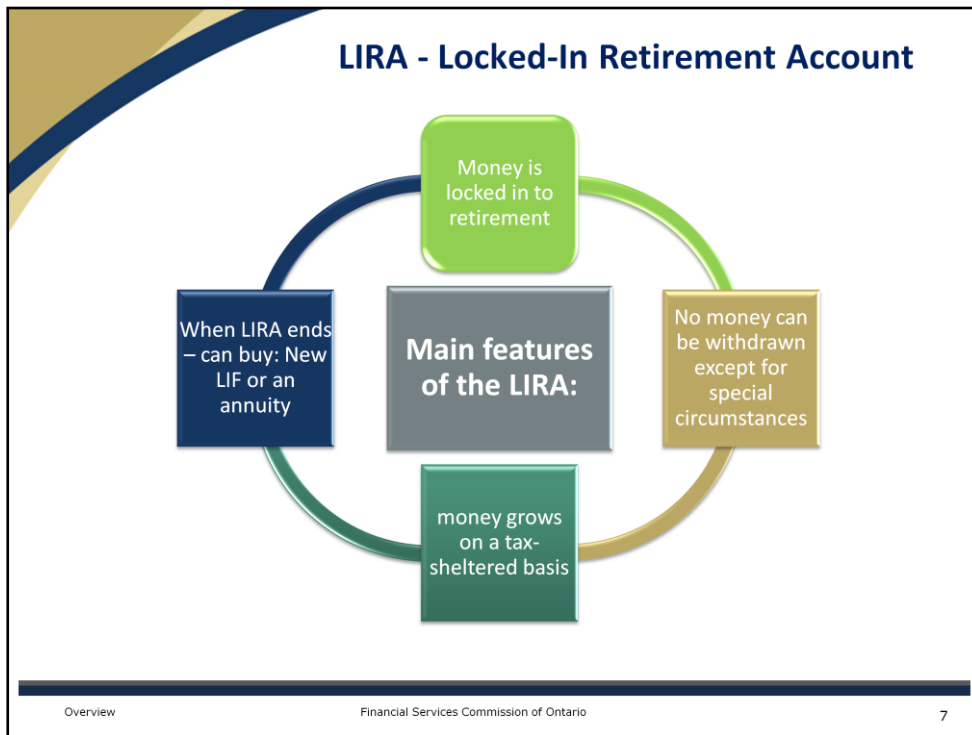 LIRA - Locked-In Retirement Account
Money is
locked in to
retirement
When LIRA ends
– can buy: New
LIF or an
annuity
Main features
of the LIRA:
No money can
be withdrawn
except for
special
circumstances
money grows
on a tax-
sheltered basis
Overview
Financial Services Commission of Ontario
7